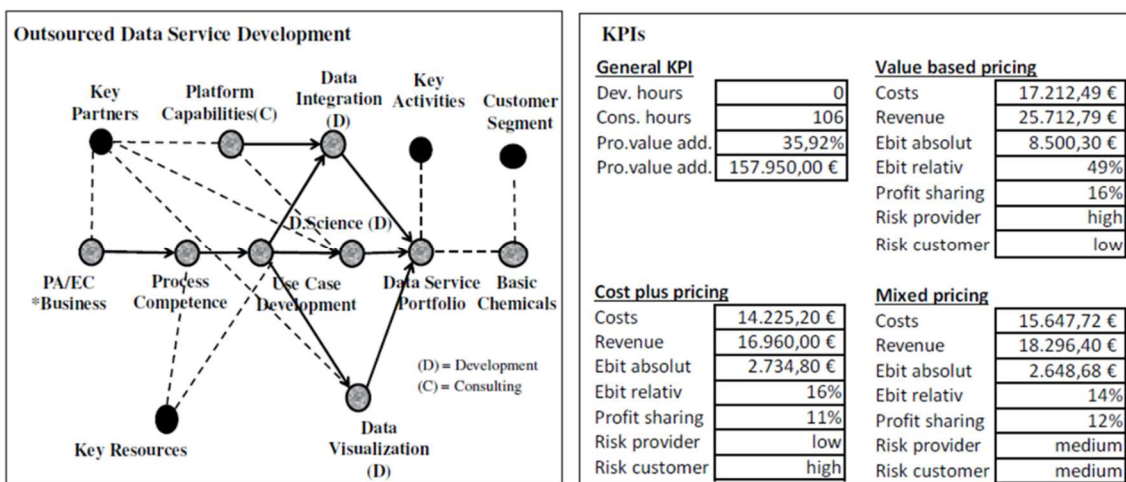 Outsourced Data Service Development
Key
Partners
Platform
Capabilities(C)
Data
Integration
(D)
Key
Activities
Customer
Segment
D.Science (D)
PA/EC
*Business
Process
Competence
Use Case
Development
Data Service
Portfolio
Basic
Chemicals
(D) = Development
(C) = Consulting
Key Resources
Data
Visualization
(D)
KPIs
General KPI
Dev. hours 0
Cons. hours 106
Pro.value add. 35,92%
Pro.value add. 157.950,00 €
Value based pricing
Costs 17.212,49 €
Revenue 25.712,79 €
Ebit absolut 8.500,30 €
Ebit relativ 49%
Profit sharing 16%
Risk provider high
Risk customer low
Cost plus pricing
Costs 14.225,20 €
Revenue 16.960,00 €
Ebit absolut 2.734,80 €
Ebit relativ 16%
Profit sharing 11%
Risk provider low
Risk customer high
Mixed pricing
Costs 15.647,72 €
Revenue 18.296,40 €
Ebit absolut 2.648,68 €
Ebit relativ 14%
Profit sharing 12%
Risk provider medium
Risk customer medium